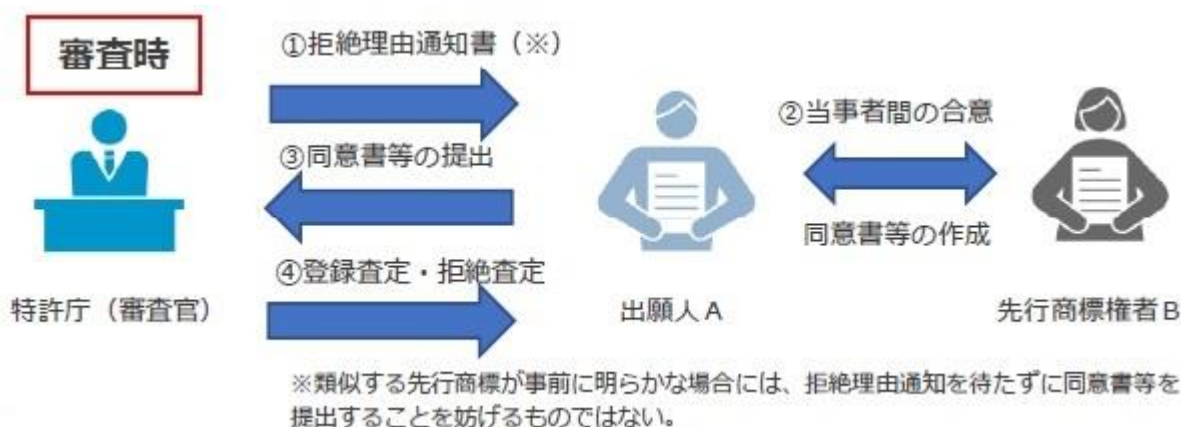 審査時
①拒絶理由通知書（※）
②当事者間の合意
③同意書等の提出
同意書等の作成
④登録査定・拒絶査定
特許庁（審査官）
出願人A
先行商標権者B
※類似する先行商標が事前に明らかな場合には、拒絶理由通知を待たずに同意書等を
提出することを妨げるものではない。